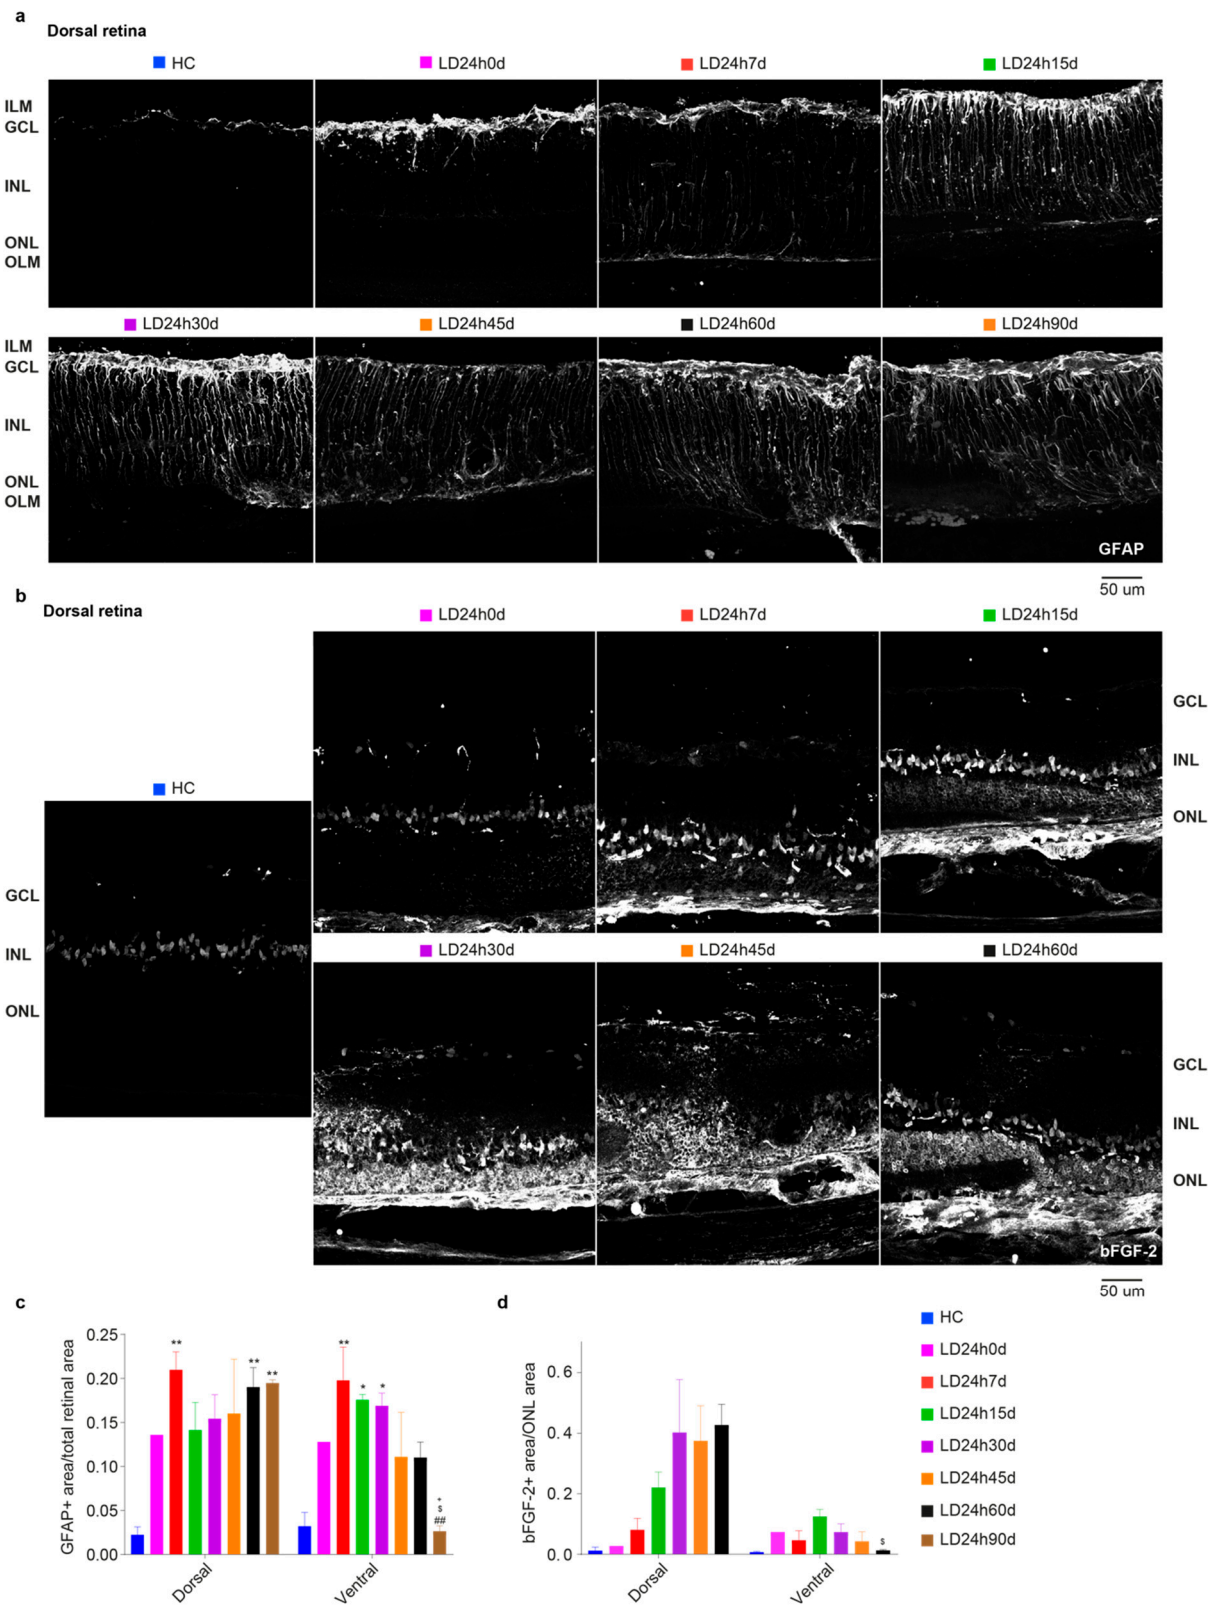 a
Dorsal retina
HC
LD24h0d
LD24h7d
LD24h15d
ILM
GCL
INL
ONL
OLM
LD24h30d
LD24h45d
LD24h60d
LD24h90d
ILM
GCL
INL
ONL
OLM
GFAP
50 um
b
Dorsal retina
LD24h0d
LD24h7d
LD24h15d
GCL
INL
ONL
HC
GCL
INL
ONL
LD24h30d
LD24h45d
LD24h60d
GCL
INL
ONL
bFGF-2
50 um
c
GFAP+ area/total retinal area
0.25
0.20
0.15
0.10
0.05
0.00
**
**
**
**
*
*
+
$
##
Dorsal
Ventral
d
bFGF-2+ area/ONL area
0.6
0.4
0.2
0.0
$
Dorsal
Ventral
HC
LD24h0d
LD24h7d
LD24h15d
LD24h30d
LD24h45d
LD24h60d
LD24h90d